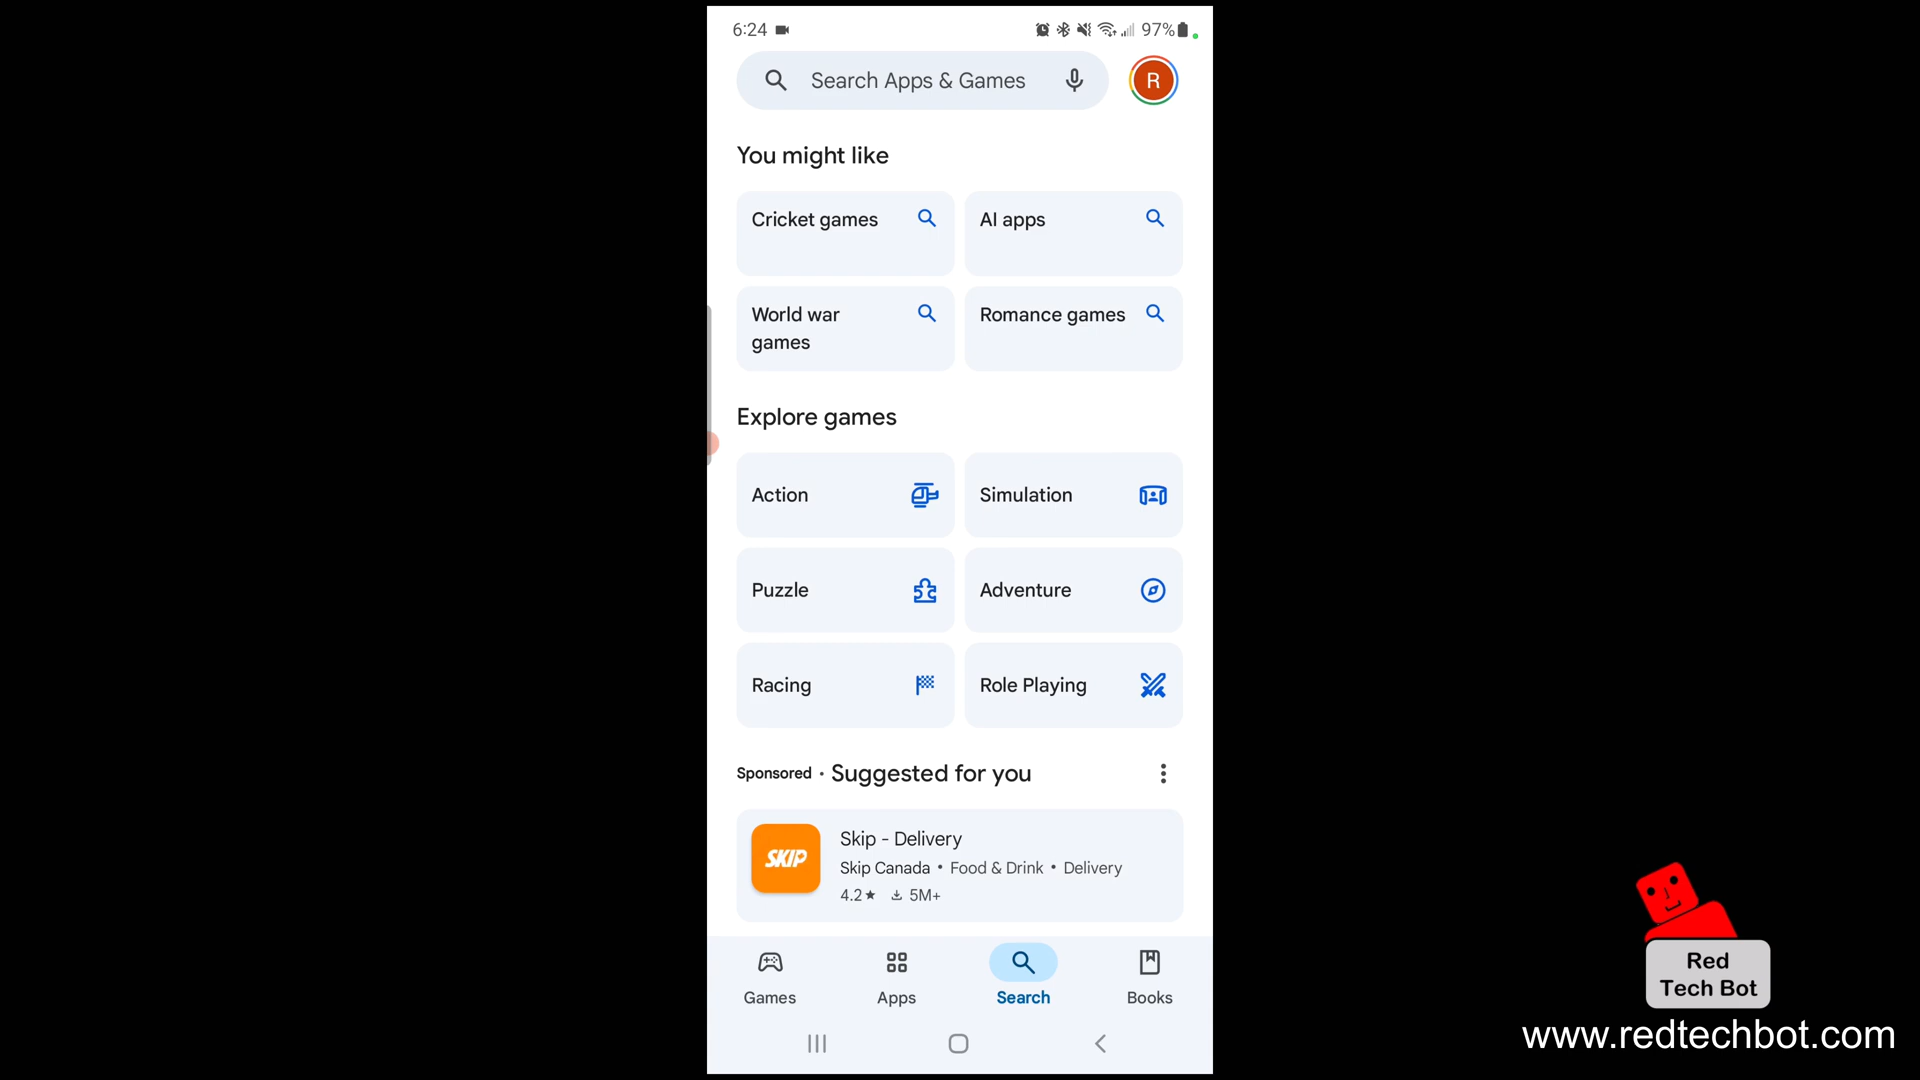 6:24
97%
Search Apps & Games
R
You might like
Cricket games
AI apps
World war
games
Romance games
Explore games
Action
Simulation
Puzzle
Adventure
Racing
Role Playing
Sponsored • Suggested for you
SKIP
Skip - Delivery
Skip Canada • Food & Drink • Delivery
4.2★ 5M+
Games
Apps
Search
Books
Red
Tech Bot
www.redtechbot.com